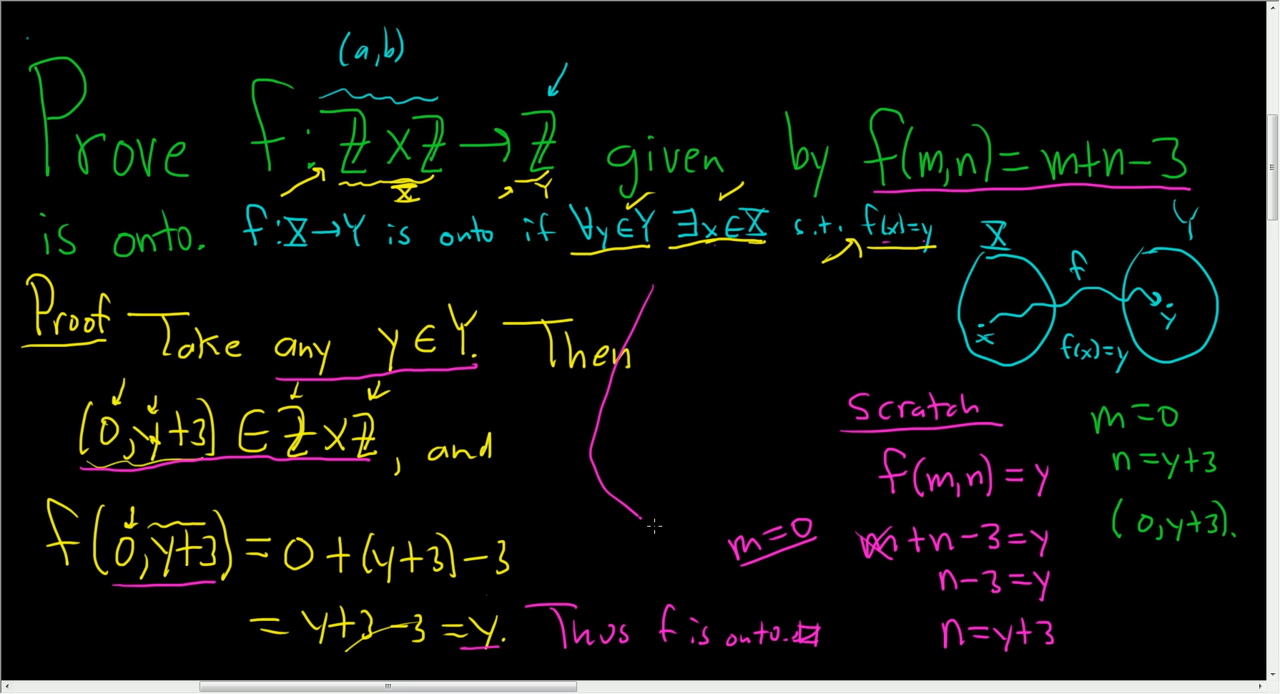 (a,b)
Prove f: ℤ×ℤ → ℤ given by f(m,n) = m+n-3
X Y
is onto. f: X→Y is onto if ∀y∈Y ∃x∈X s.t. f(x)=y
X f Y
x y
f(x)=y
Proof Take any y∈Y. Then
(0, y+3) ∈ ℤ×ℤ, and
f(0, y+3) = 0+(y+3)-3
= y+3-3 = y. Thus f is onto.
Scratch
f(m,n) = y
m=0 m+n-3=y
n-3=y
n=y+3
m=0
n=y+3
(0, y+3).